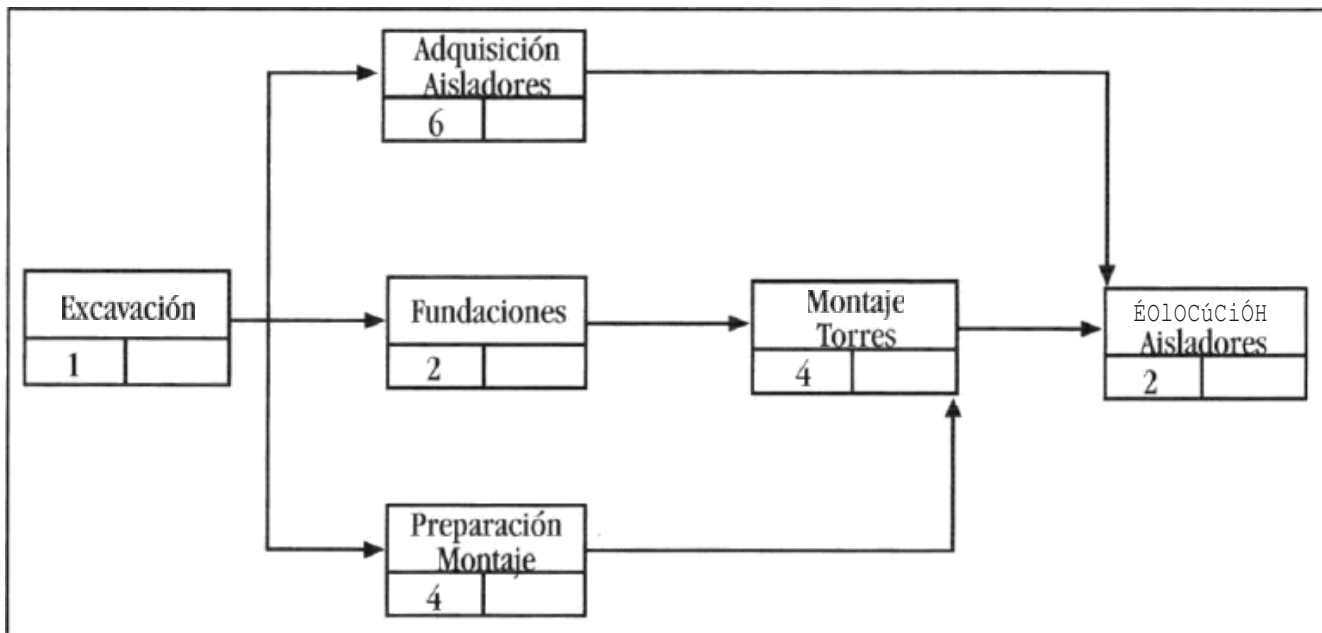 Adquisición
Aisladores
6
Excavación
1
Fundaciones
2
Montaje
Torres
4
ÉOlOCúCiÓH
Aisladores
2
Preparación
Montaje
4